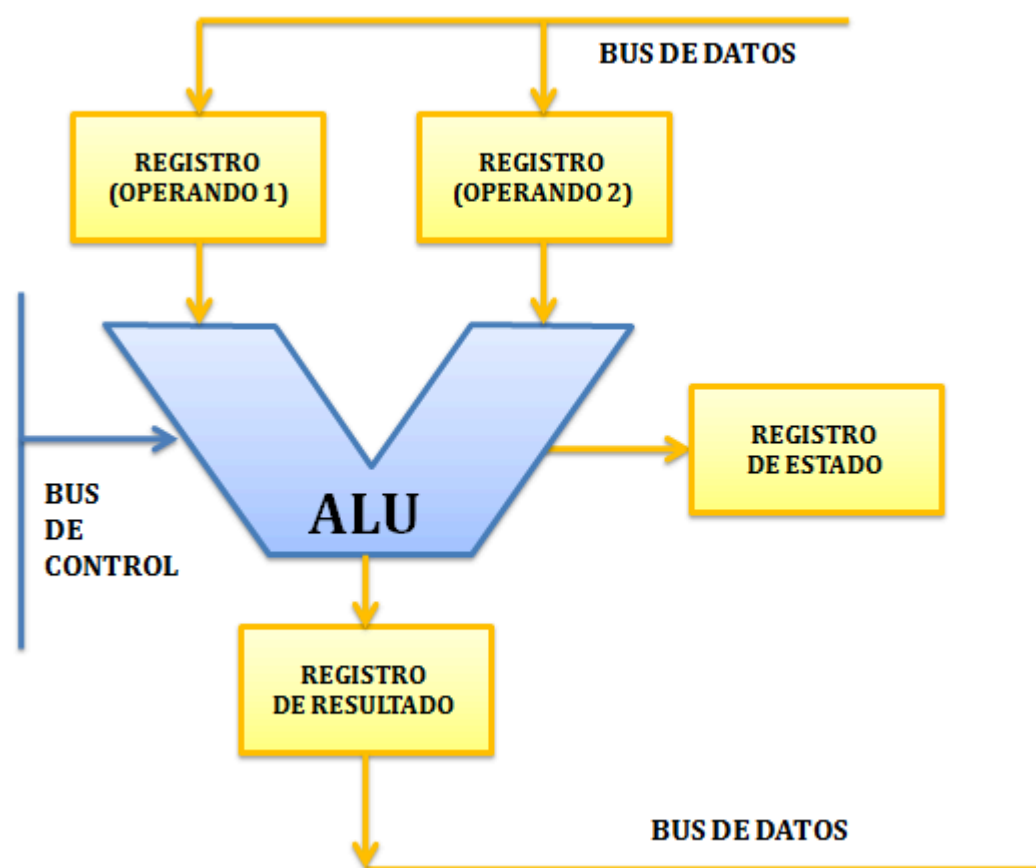 BUS DE DATOS
REGISTRO
(OPERANDO 1)
REGISTRO
(OPERANDO 2)
REGISTRO
DE ESTADO
BUS
DE
CONTROL
ALU
REGISTRO
DE RESULTADO
BUS DE DATOS